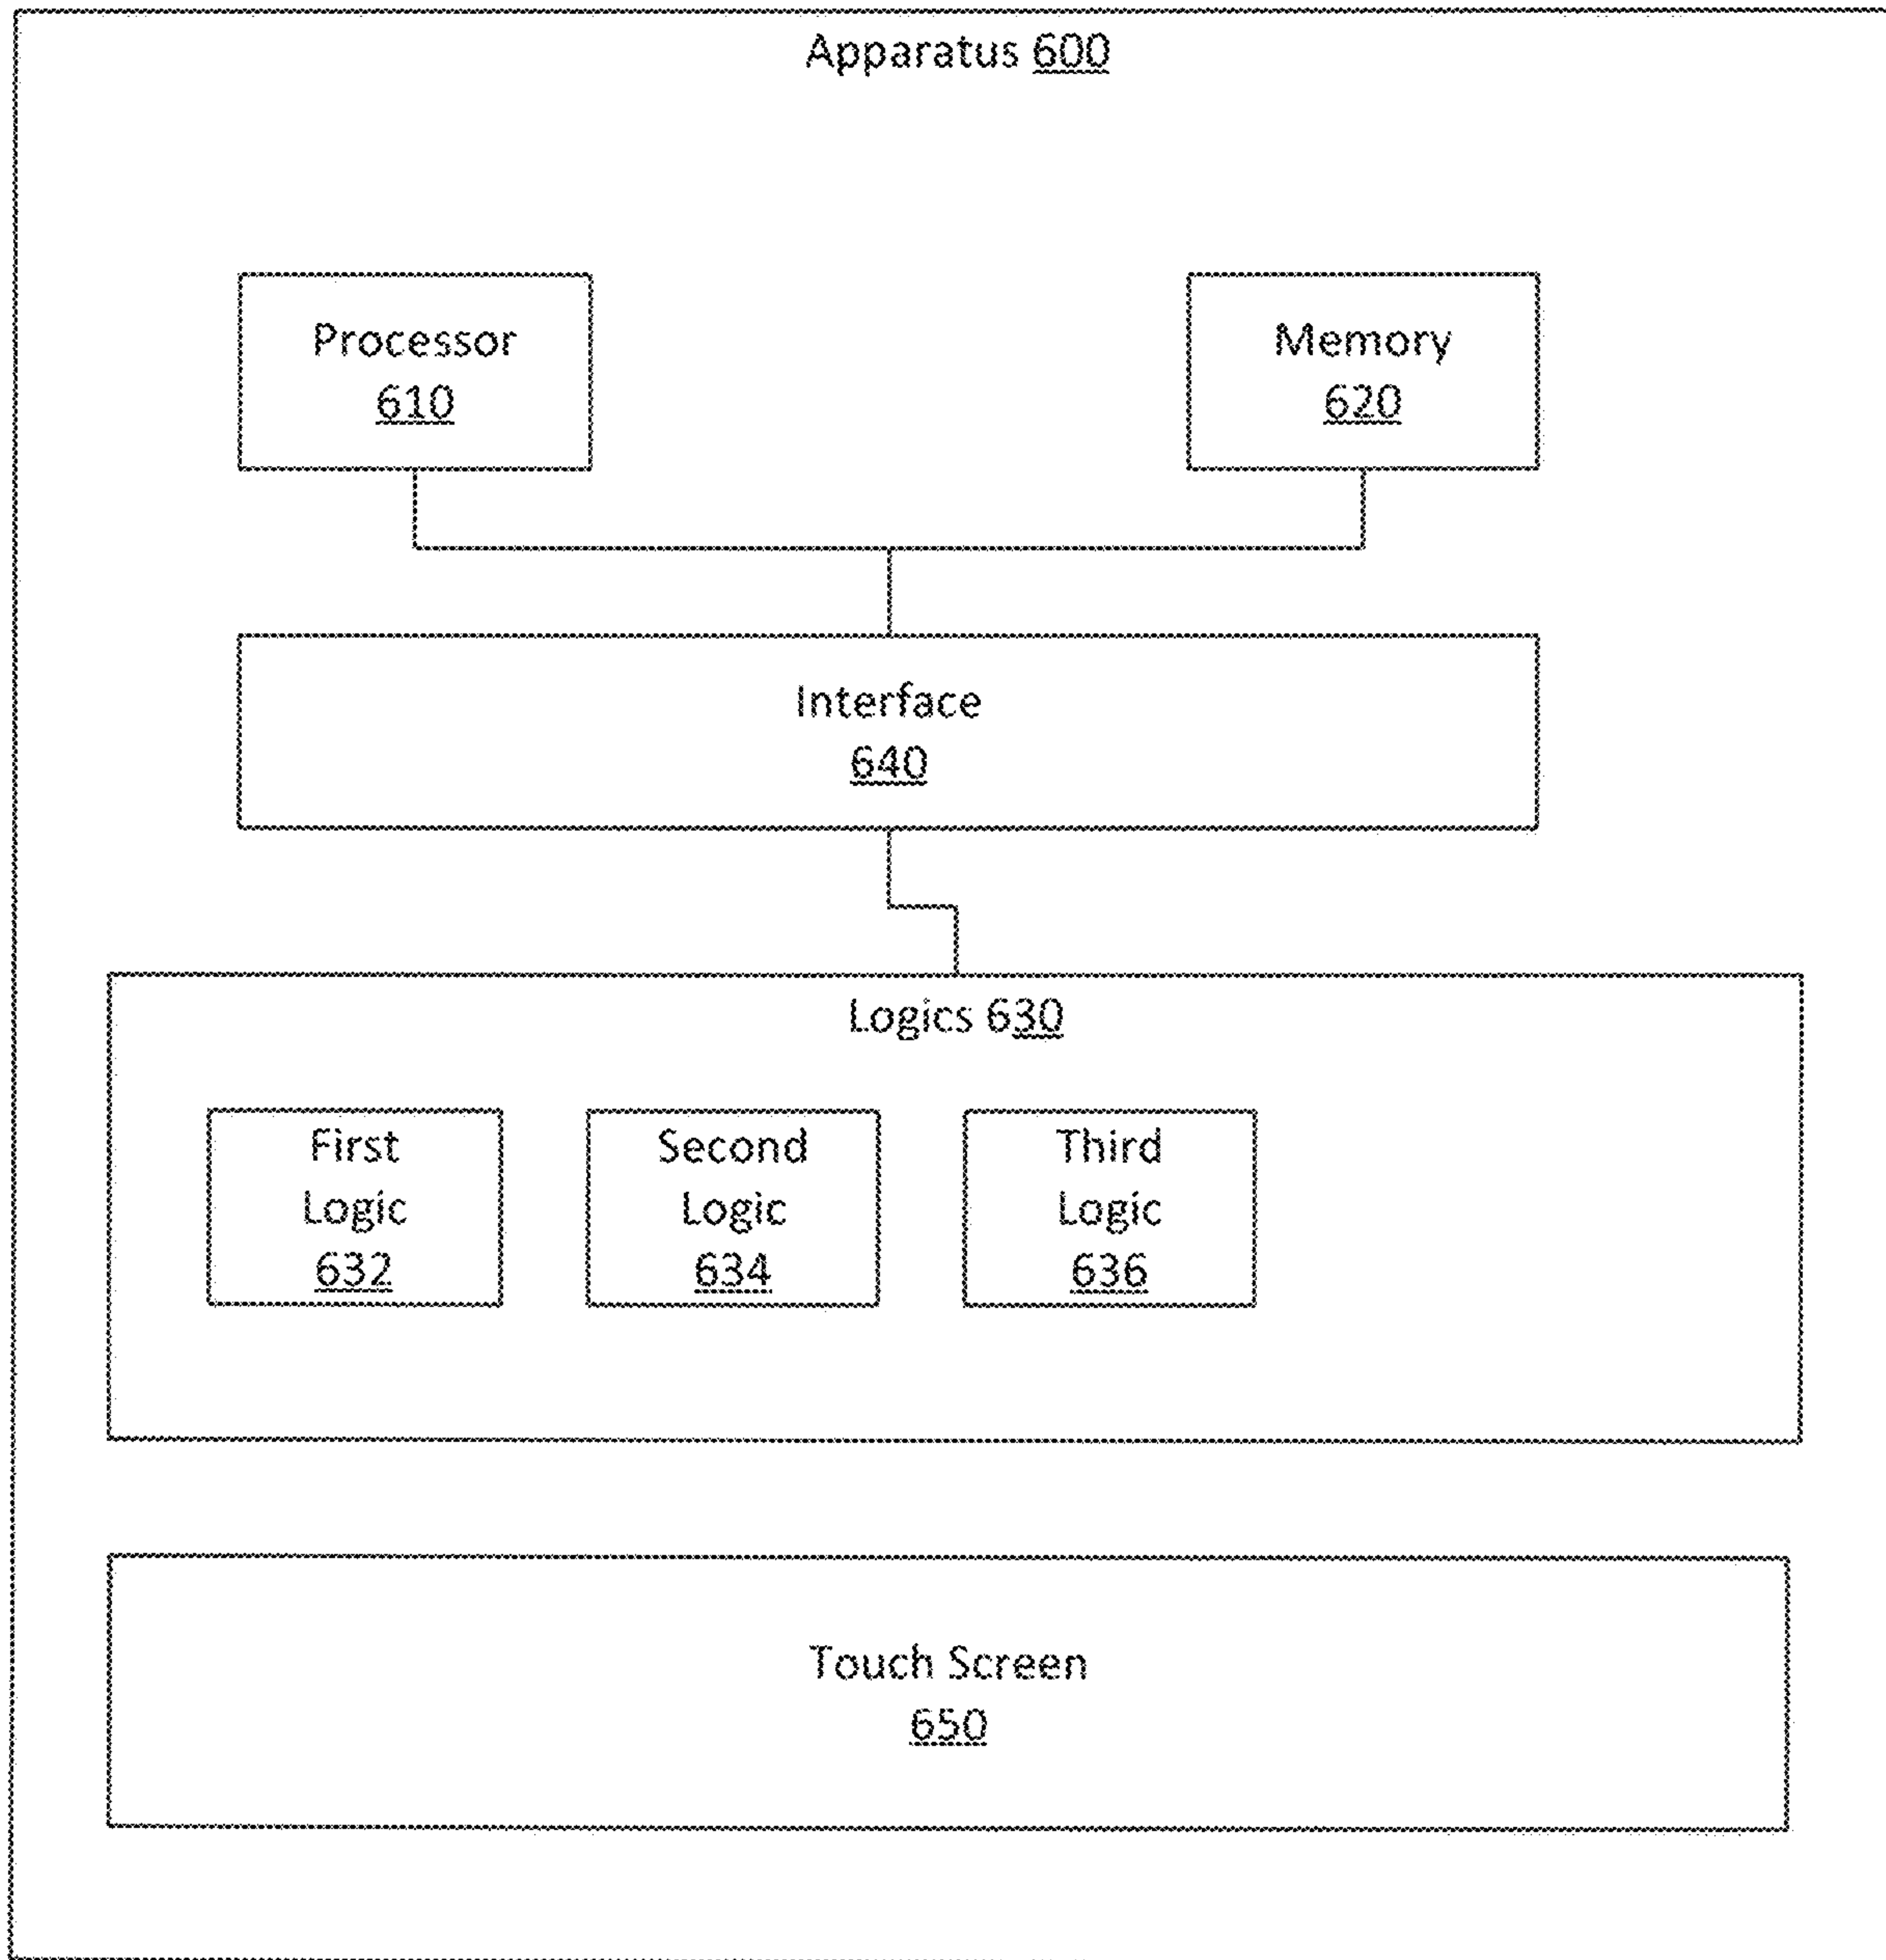 Apparatus 600
Processor
610
Memory
620
Interface
640
Logics 630
First
Logic
632
Second
Logic
634
Third
Logic
636
Touch Screen
650